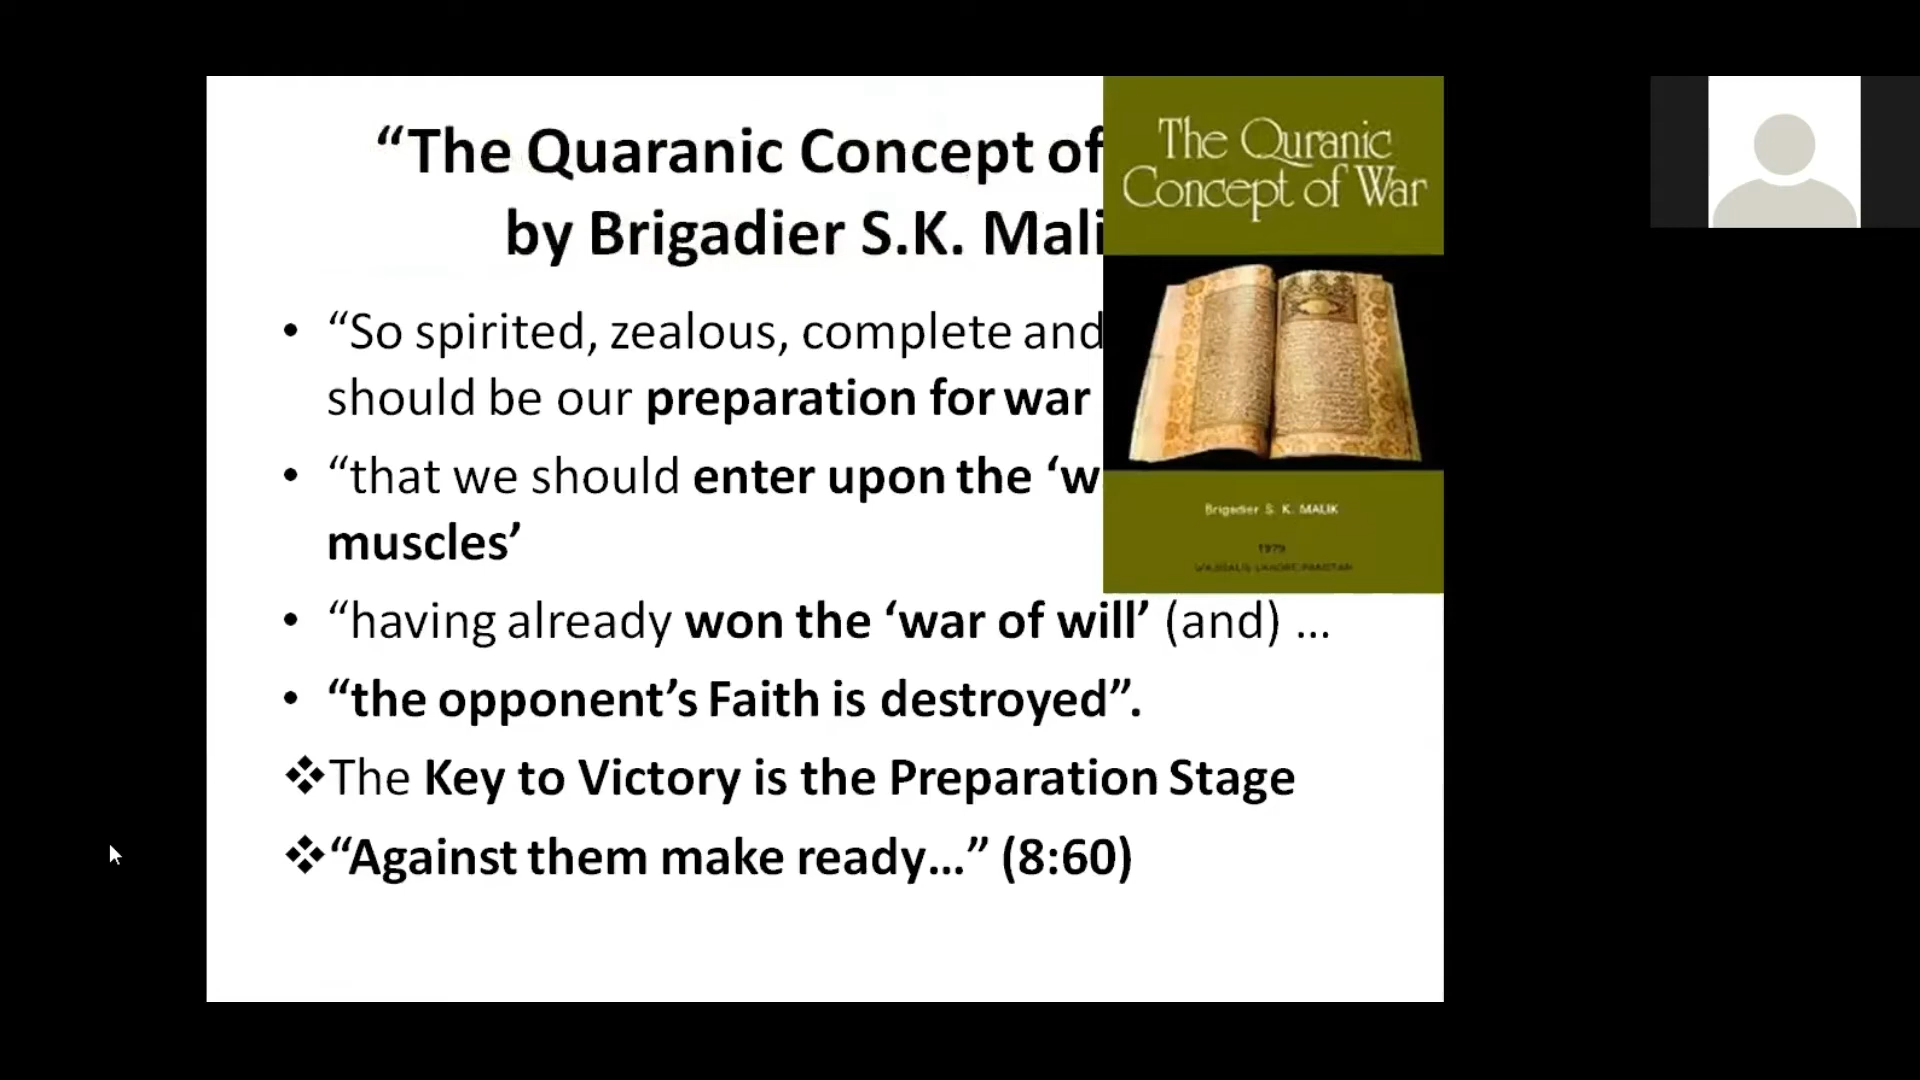 “The Quaranic Concept of
by Brigadier S.K. Mali
• “So spirited, zealous, complete and
should be our preparation for war
• “that we should enter upon the ‘w
muscles’
• “having already won the ‘war of will’ (and) ...
• “the opponent’s Faith is destroyed”.
❖The Key to Victory is the Preparation Stage
❖“Against them make ready...” (8:60)
The Quranic
Concept of War
Brigadier S. K. MALIK
1979